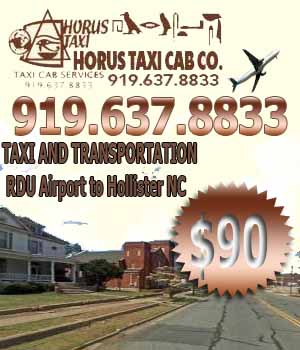 HORUS
TAXI
TAXI CAB SERVICES
919.637.8833
HORUS TAXI CAB CO.
919.637.8833
919.637.8833
TAXI AND TRANSPORTATION
RDU Airport to Hollister NC
$90